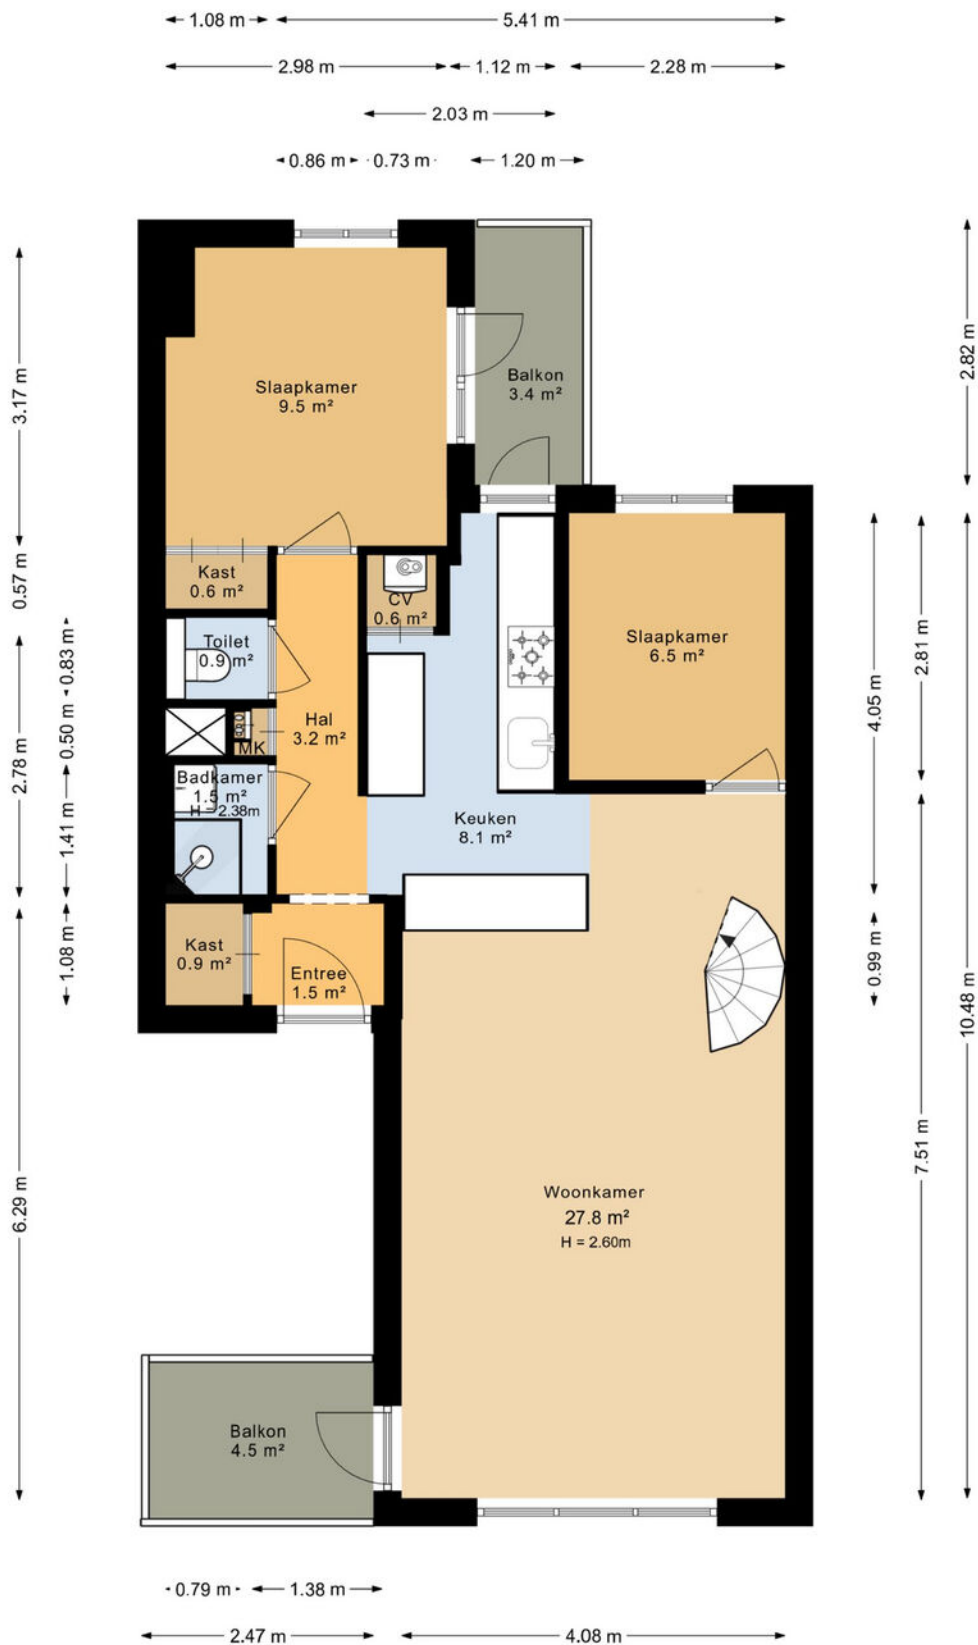 1.08 m
5.41 m
2.98 m
1.12 m
2.28 m
2.03 m
0.86 m
0.73 m
1.20 m
3.17 m
0.57 m
2.78 m
6.29 m
0.83 m
0.50 m
1.41 m
1.08 m
Slaapkamer
9.5 m²
Balkon
3.4 m²
Kast
0.6 m²
CV
0.6 m²
Toilet
0.9 m²
Hal
3.2 m²
MK
Slaapkamer
6.5 m²
Badkamer
1.5 m²
H = 2.38m
Keuken
8.1 m²
Kast
0.9 m²
Entree
1.5 m²
Woonkamer
27.8 m²
H = 2.60m
Balkon
4.5 m²
4.05 m
0.99 m
2.81 m
7.51 m
2.82 m
10.48 m
0.79 m
1.38 m
2.47 m
4.08 m